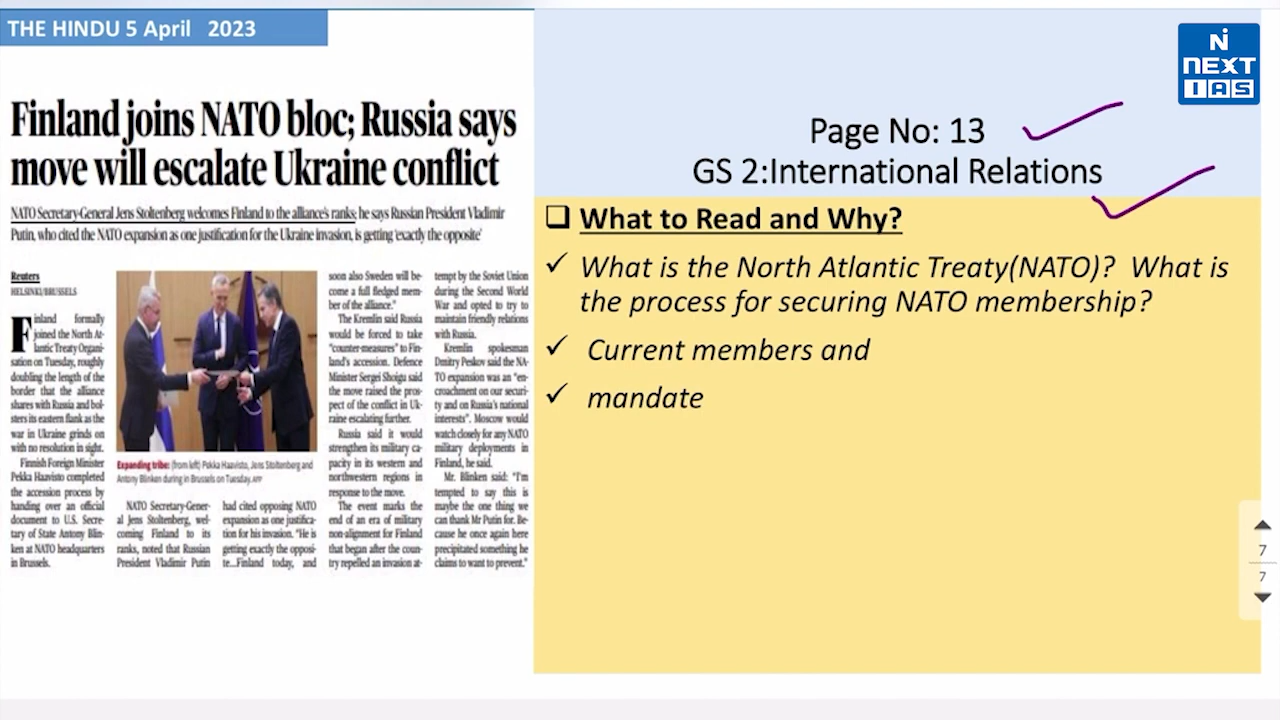 THE HINDU 5 April 2023
Finland joins NATO bloc; Russia says
move will escalate Ukraine conflict
NATO Secretary-General Jens Stoltenberg welcomes Finland to the alliance's ranks; he says Russian President Vladimir
Putin, who cited the NATO expansion as one justification for the Ukraine invasion, is getting 'exactly the opposite'
Reuters
HELSINKI/BRUSSELS
Finland formally
joined the North At-
lantic Treaty Organi-
sation on Tuesday, roughly
doubling the length of the
border that the alliance
shares with Russia and bol-
sters its eastern flank as the
war in Ukraine grinds on
with no resolution in sight.
Finnish Foreign Minister
Pekka Haavisto completed
the accession process by
handing over an official
document to U.S. Secre-
tary of State Antony Blin-
ken at NATO headquarters
in Brussels.
Expanding tribe: (from left) Pekka Haavisto, Jens Stoltenberg and
Antony Blinken during in Brussels on Tuesday. AFP
NATO Secretary-Gener-
al Jens Stoltenberg, wel-
coming Finland to its
ranks, noted that Russian
President Vladimir Putin
had cited opposing NATO
expansion as one justifica-
tion for his invasion. "He is
getting exactly the opposi-
te...Finland today, and
soon also Sweden will be-
come a full fledged mem-
ber of the alliance."
The Kremlin said Russia
would be forced to take
"counter-measures" to Fin-
land's accession. Defence
Minister Sergei Shoigu said
the move raised the pros-
pect of the conflict in Uk-
raine escalating further.
Russia said it would
strengthen its military ca-
pacity in its western and
northwestern regions in
response to the move.
The event marks the
end of an era of military
non-alignment for Finland
that began after the coun-
try repelled an invasion at-
tempt by the Soviet Union
during the Second World
War and opted to try to
maintain friendly relations
with Russia.
Kremlin spokesman
Dmitry Peskov said the NA-
TO expansion was an "en-
croachment on our securi-
ty and on Russia's national
interests". Moscow would
watch closely for any NATO
military deployments in
Finland, he said.
Mr. Blinken said: "I'm
tempted to say this is
maybe the one thing we
can thank Mr Putin for. Be-
cause he once again here
precipitated something he
claims to want to prevent."
NEXT
IAS
Page No: 13
GS 2:International Relations
What to Read and Why?
What is the North Atlantic Treaty(NATO)? What is
the process for securing NATO membership?
Current members and
mandate
7
7